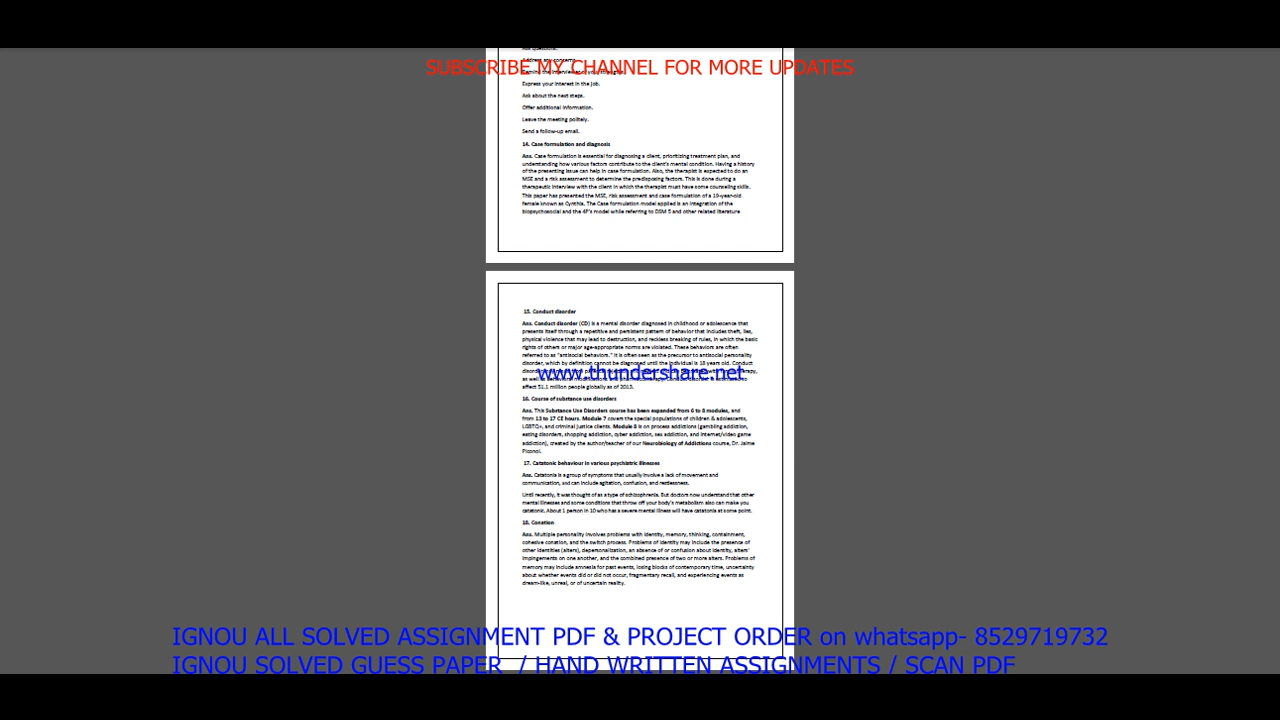 Ask questions.
Address any concerns.
SUBSCRIBE MY CHANNEL FOR MORE UPDATES
Express your interest in the job.
Ask about the next steps.
Offer additional information.
Leave the meeting politely.
Send a follow-up email.
14. Case formulation and diagnosis
Ans. Case formulation is essential for diagnosing a client, prioritizing treatment plan, and
understanding how various factors contribute to the client's mental condition. Having a history
of the presenting issue can help in case formulation. Also, the therapist is expected to do an
MSE and a risk assessment to determine the predisposing factors. This is done during a
therapeutic interview with the client in which the therapist must have some counseling skills.
This paper has presented the MSE, risk assessment and case formulation of a 19-year-old
female known as Cynthia. The Case formulation model applied is an integration of the
biopsychosocial and the 4P's model while referring to DSM 5 and other related literature
15. Conduct disorder
Ans. Conduct disorder (CD) is a mental disorder diagnosed in childhood or adolescence that
presents itself through a repetitive and persistent pattern of behavior that includes theft, lies,
physical violence that may lead to destruction, and reckless breaking of rules, in which the basic
rights of others or major age-appropriate norms are violated. These behaviors are often
referred to as "antisocial behaviors." It is often seen as the precursor to antisocial personality
disorder, which by definition cannot be diagnosed until the individual is 18 years old. Conduct
www.thundershare.net
affect 51.1 million people globally as of 2013.
16. Course of substance use disorders
Ans. This Substance Use Disorders course has been expanded from 6 to 8 modules, and
from 13 to 17 CE hours. Module 7 covers the special populations of children & adolescents,
LGBTQ+, and criminal justice clients. Module 8 is on process addictions (gambling addiction,
eating disorders, shopping addiction, cyber addiction, sex addiction, and internet/video game
addiction), created by the author/teacher of our Neurobiology of Addictions course, Dr. Jaime
17. Catatonic behaviour in various psychiatric illnesses
Ans. Catatonia is a group of symptoms that usually involve a lack of movement and
communication, and can include agitation, confusion, and restlessness.
Until recently, it was thought of as a type of schizophrenia. But doctors now understand that other
mental illnesses and some conditions that throw off your body's metabolism also can make you
catatonic. About 1 person in 10 who has a severe mental illness will have catatonia at some point.
18. Conation
Ans. Multiple personality involves problems with identity, memory, thinking, containment,
cohesive conation, and the switch process. Problems of identity may include the presence of
other identities (alters), depersonalization, an absence of or confusion about identity, alters'
impingements on one another, and the combined presence of two or more alters. Problems of
memory may include amnesia for past events, losing blocks of contemporary time, uncertainty
about whether events did or did not occur, fragmentary recall, and experiencing events as
dream-like, unreal, or of uncertain reality.
IGNOU ALL SOLVED ASSIGNMENT PDF & PROJECT ORDER on whatsapp- 8529719732
IGNOU SOLVED GUESS PAPER / HAND WRITTEN ASSIGNMENTS / SCAN PDF